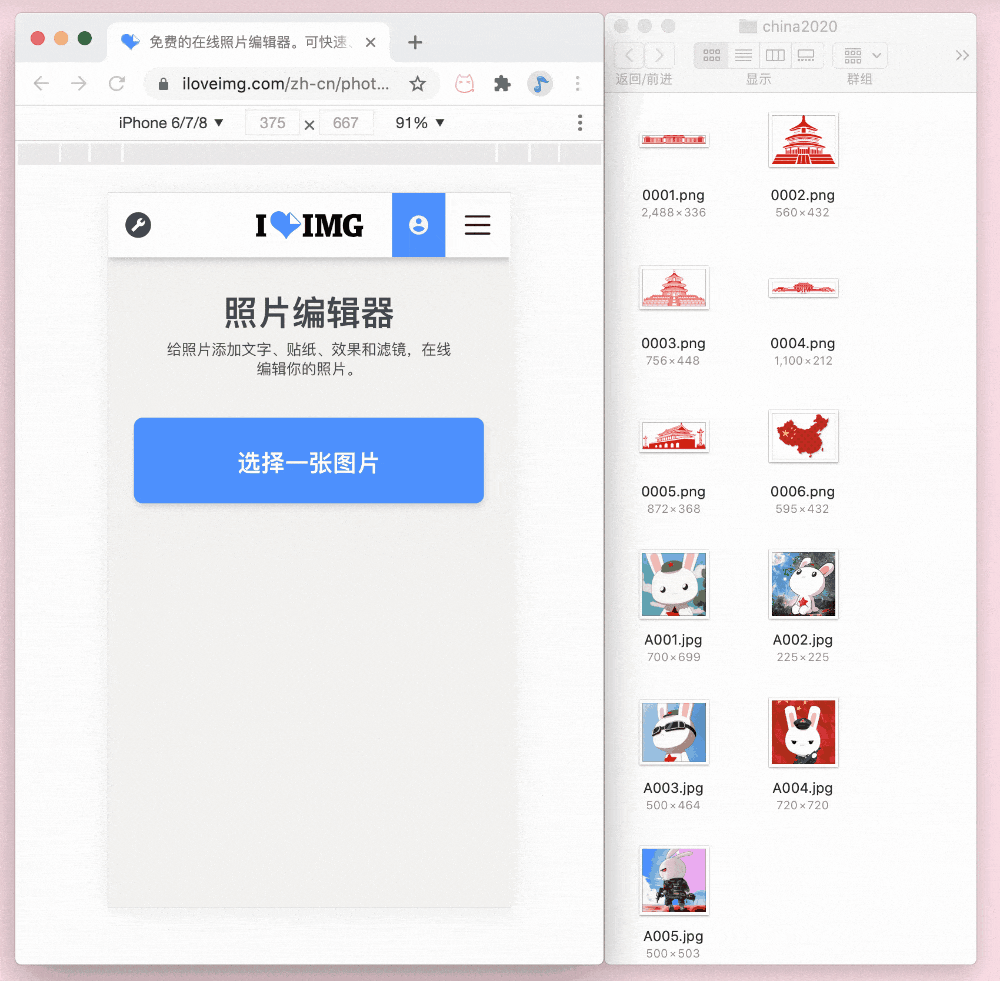 免费的在线照片编辑器。可快速
iloveimg.com/zh-cn/phot...
iPhone 6/7/8 ▼ 375 × 667 91% ▼
I IMG
照片编辑器
给照片添加文字、贴纸、效果和滤镜，在线
编辑你的照片。
选择一张图片
china2020
返回/前进 显示 群组
0001.png 0002.png
2,488×336 560×432
0003.png 0004.png
756×448 1,100×212
0005.png 0006.png
872×368 595×432
A001.jpg A002.jpg
700×699 225×225
A003.jpg A004.jpg
500×464 720×720
A005.jpg
500×503